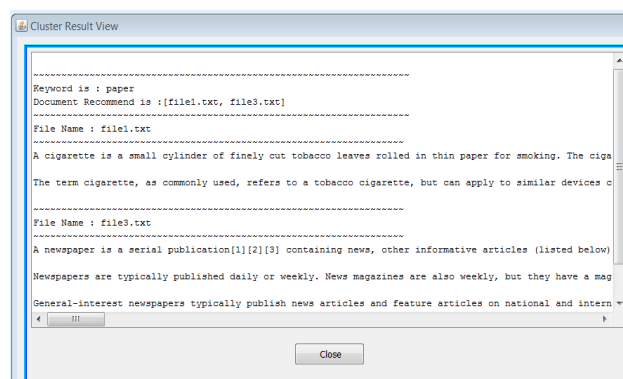 Cluster Result View
~~~~~~~~~~~~~~~~~~~~~~~~~~~~~~~~~~~~~~~~~~~~~~~~~~~~~~~~~~~~~~~~~~~
Keyword is : paper
Document Recommend is :[file1.txt, file3.txt]
~~~~~~~~~~~~~~~~~~~~~~~~~~~~~~~~~~~~~~~~~~~~~~~~~~~~~~~~~~~~~~~~~~~
File Name : file1.txt
~~~~~~~~~~~~~~~~~~~~~~~~~~~~~~~~~~~~~~~~~~~~~~~~~~~~~~~~~~~~~~~~~~
A cigarette is a small cylinder of finely cut tobacco leaves rolled in thin paper for smoking. The ciga
The term cigarette, as commonly used, refers to a tobacco cigarette, but can apply to similar devices c
~~~~~~~~~~~~~~~~~~~~~~~~~~~~~~~~~~~~~~~~~~~~~~~~~~~~~~~~~~~~~~~~~~
File Name : file3.txt
~~~~~~~~~~~~~~~~~~~~~~~~~~~~~~~~~~~~~~~~~~~~~~~~~~~~~~~~~~~~~~~~~~
A newspaper is a serial publication[1][2][3] containing news, other informative articles (listed below)
Newspapers are typically published daily or weekly. News magazines are also weekly, but they have a mag
General-interest newspapers typically publish news articles and feature articles on national and intern
Close